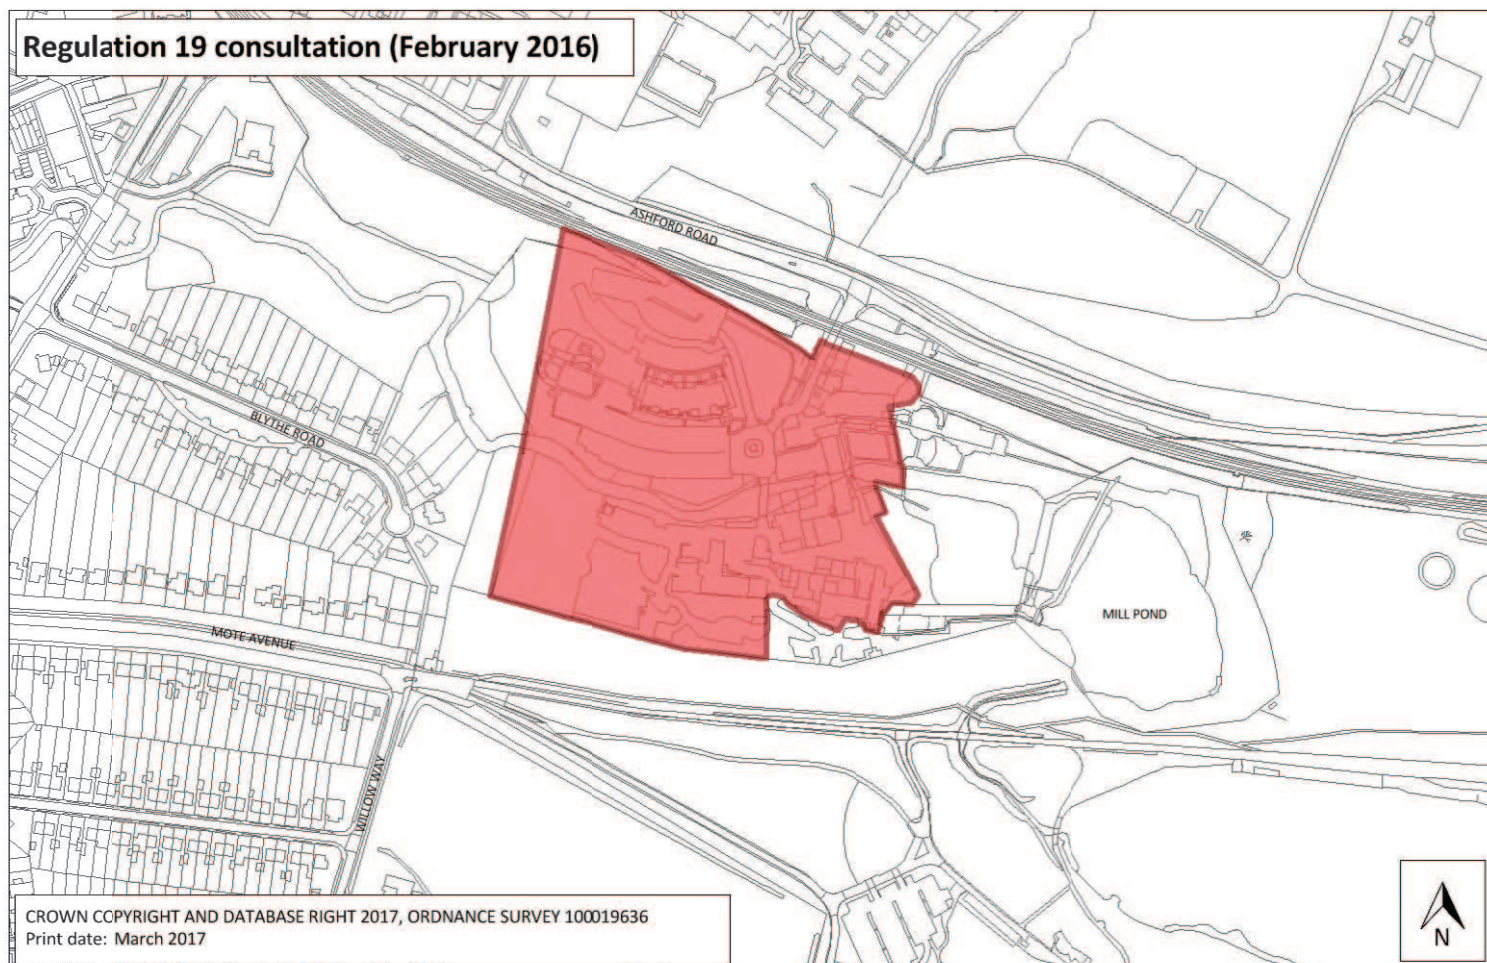 Regulation 19 consultation (February 2016)
ASHFORD ROAD
BLYTHE ROAD
MOTE AVENUE
MILL POND
WILLOW WAY
CROWN COPYRIGHT AND DATABASE RIGHT 2017, ORDNANCE SURVEY 100019636
Print date: March 2017
N